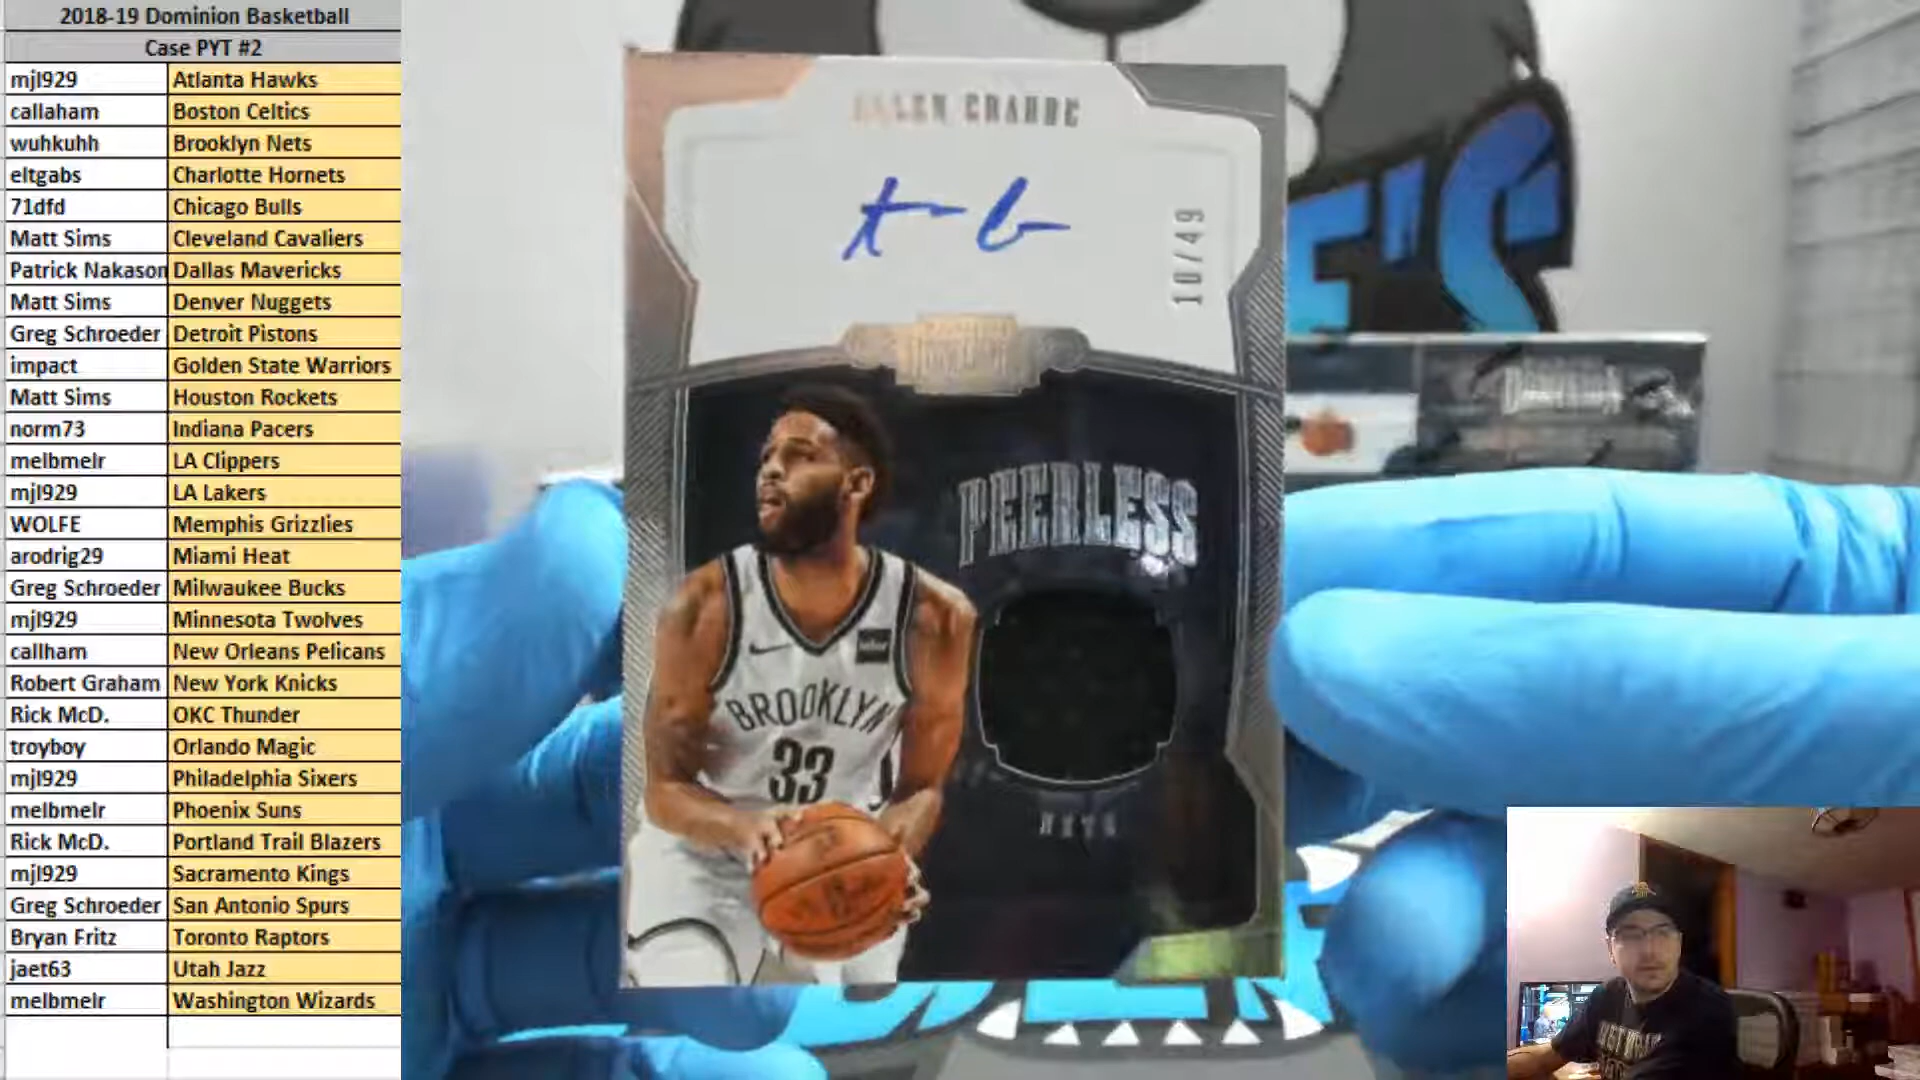 2018-19 Dominion Basketball
Case PYT #2
mjl929 Atlanta Hawks
callaham Boston Celtics
wuhkuhh Brooklyn Nets
eltgabs Charlotte Hornets
71dfd Chicago Bulls
Matt Sims Cleveland Cavaliers
Patrick Nakason Dallas Mavericks
Matt Sims Denver Nuggets
Greg Schroeder Detroit Pistons
impact Golden State Warriors
Matt Sims Houston Rockets
norm73 Indiana Pacers
melbmelr LA Clippers
mjl929 LA Lakers
WOLFE Memphis Grizzlies
arodrig29 Miami Heat
Greg Schroeder Milwaukee Bucks
mjl929 Minnesota Twolves
callham New Orleans Pelicans
Robert Graham New York Knicks
Rick McD. OKC Thunder
troyboy Orlando Magic
mjl929 Philadelphia Sixers
melbmelr Phoenix Suns
Rick McD. Portland Trail Blazers
mjl929 Sacramento Kings
Greg Schroeder San Antonio Spurs
Bryan Fritz Toronto Raptors
jaet63 Utah Jazz
melbmelr Washington Wizards
ALLEN CRABBE
10/49
PEERLESS
BROOKLYN
33
NETS
E'S